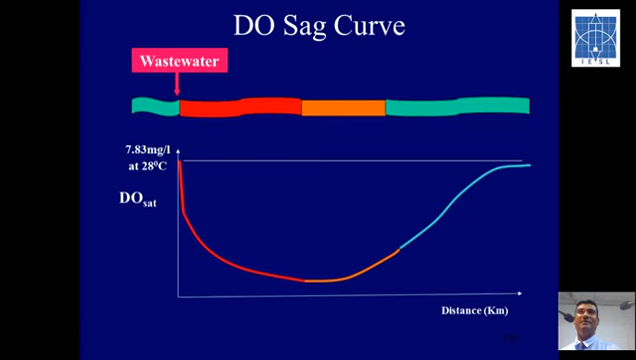 DO Sag Curve
IESL
Wastewater
7.83mg/l
at 28⁰C
DOsat
Distance (Km)